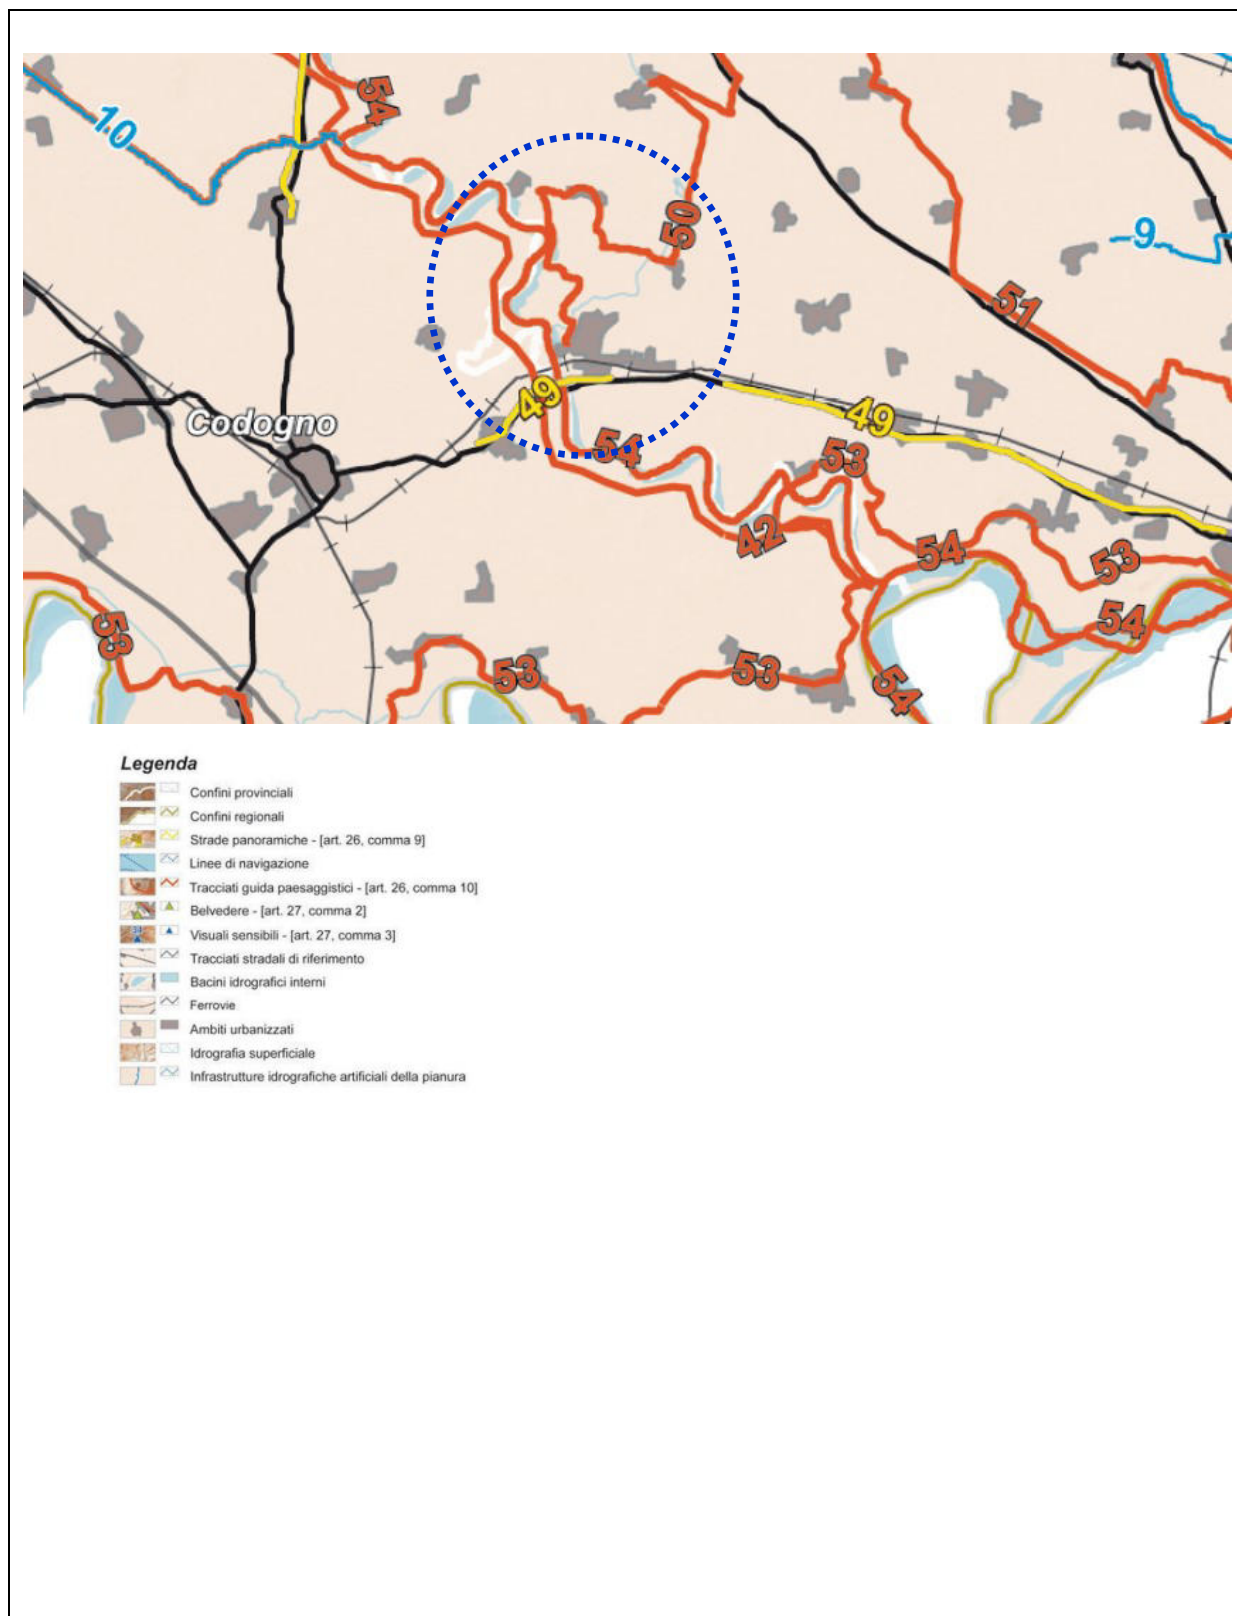 54
10
50
9
51
49
49
Codogno
54
53
42
54
53
53
54
53
53
54
Legenda
Confini provinciali
Confini regionali
Strade panoramiche - [art. 26, comma 9]
Linee di navigazione
Tracciati guida paesaggistici - [art. 26, comma 10]
Belvedere - [art. 27, comma 2]
Visuali sensibili - [art. 27, comma 3]
Tracciati stradali di riferimento
Bacini idrografici interni
Ferrovie
Ambiti urbanizzati
Idrografia superficiale
Infrastrutture idrografiche artificiali della pianura